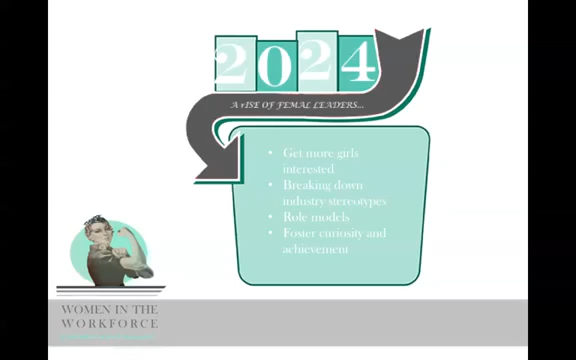 2024
A rISE OF FEMAL LEADERS...
• Get more girls
interested
• Breaking down
industry stereotypes
• Role models
• Foster curiosity and
achievement
WOMEN IN THE
WORKFORCE